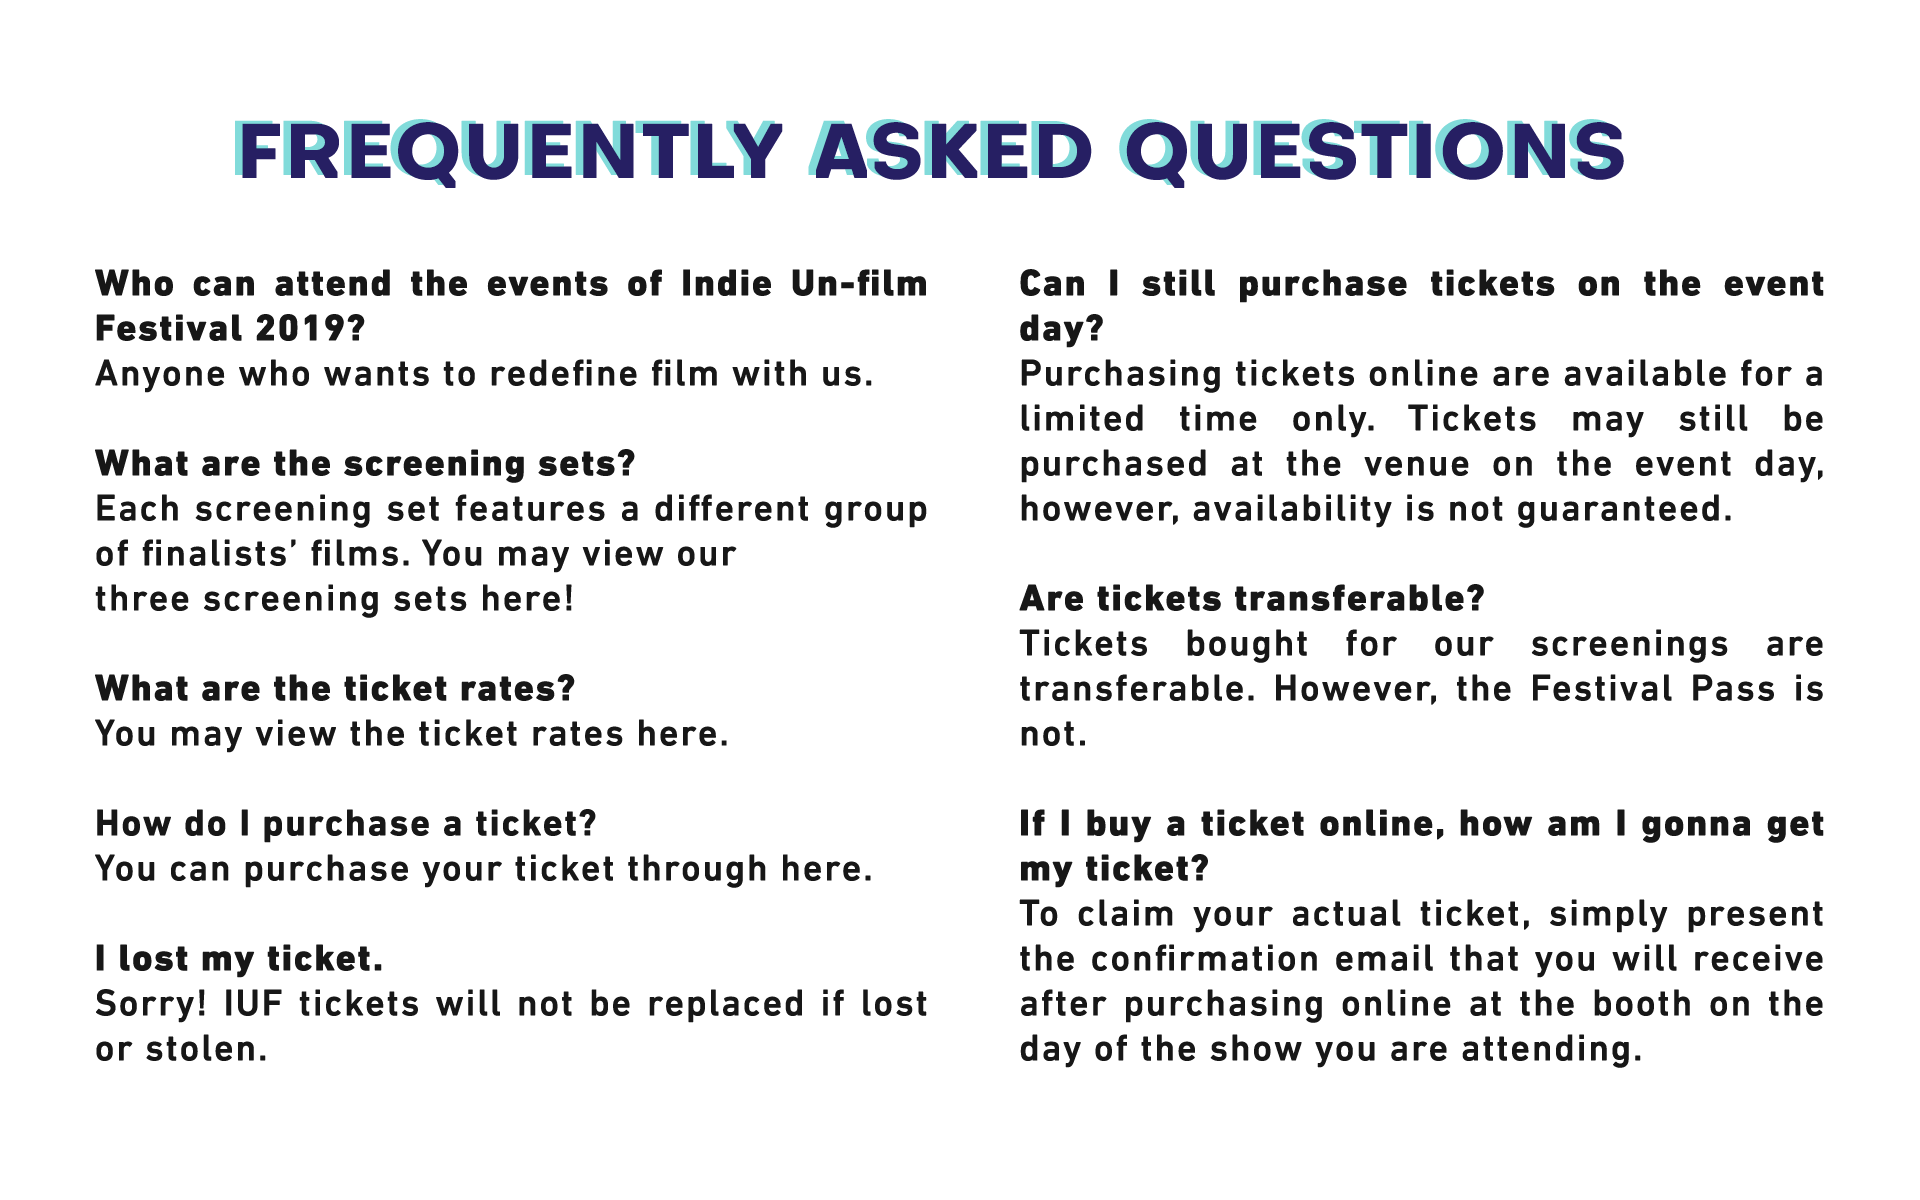 FREQUENTLY ASKED QUESTIONS
Who can attend the events of Indie Un-film
Festival 2019?
Anyone who wants to redefine film with us.
What are the screening sets?
Each screening set features a different group
of finalists’ films. You may view our
three screening sets here!
What are the ticket rates?
You may view the ticket rates here.
How do I purchase a ticket?
You can purchase your ticket through here.
I lost my ticket.
Sorry! IUF tickets will not be replaced if lost
or stolen.
Can I still purchase tickets on the event
day?
Purchasing tickets online are available for a
limited time only. Tickets may still be
purchased at the venue on the event day,
however, availability is not guaranteed.
Are tickets transferable?
Tickets bought for our screenings are
transferable. However, the Festival Pass is
not.
If I buy a ticket online, how am I gonna get
my ticket?
To claim your actual ticket, simply present
the confirmation email that you will receive
after purchasing online at the booth on the
day of the show you are attending.